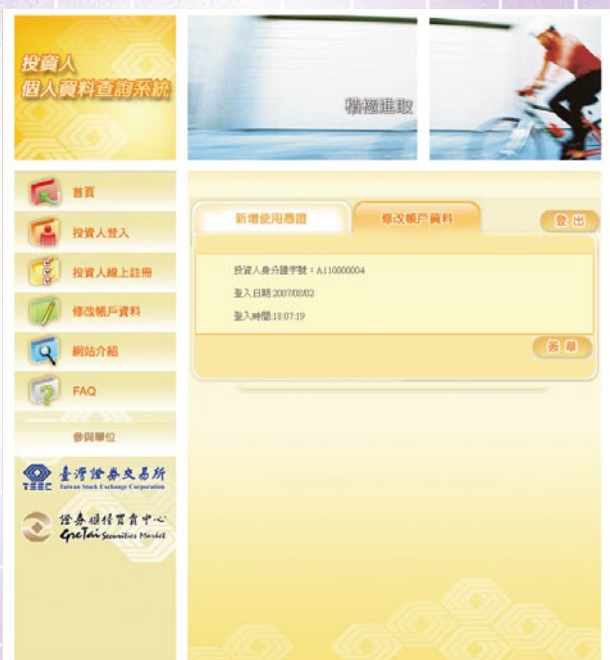 投資人
個人資料查詢系統
積極進取
首頁
投資人登入
投資人線上註冊
修改帳戶資料
網站介紹
FAQ
參與單位
TSEC
臺灣證券交易所
Taiwan Stock Exchange Corporation
證券櫃檯買賣中心
GreTai Securities Market
新增使用憑證
修改帳戶資料
登出
投資人身分證字號：A110000004
登入日期:2007/08/02
登入時間:18:07:19
簽章